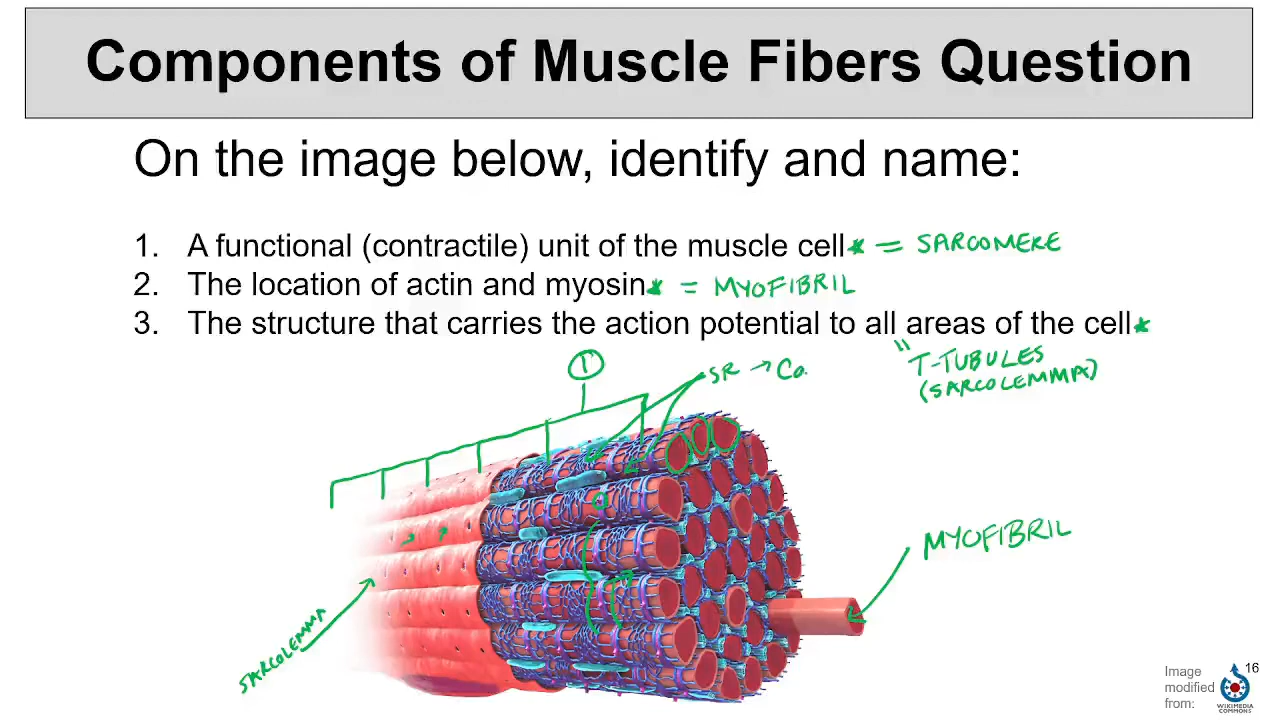 Components of Muscle Fibers Question
On the image below, identify and name:
1. A functional (contractile) unit of the muscle cell* = SARCOMERE
2. The location of actin and myosin* = MYOFIBRIL
3. The structure that carries the action potential to all areas of the cell*
" T-TUBULES
(SARCOLEMMA)
1
SR → Ca
MYOFIBRIL
SARCOLEMMA
Image
modified
from:
16
WIKIMEDIA
COMMONS